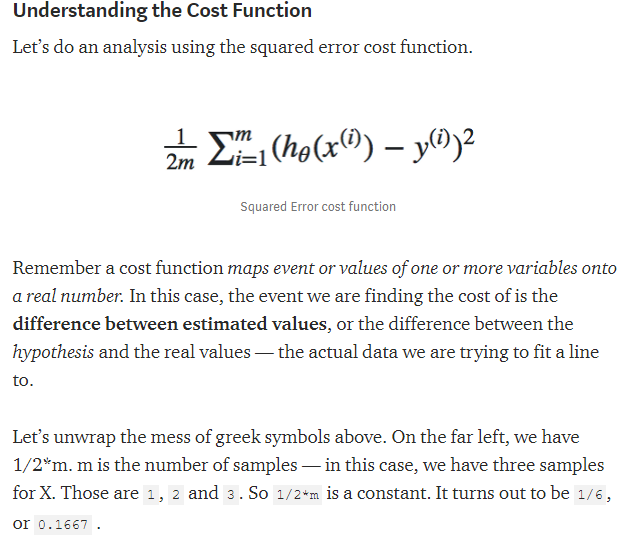 Understanding the Cost Function
Let’s do an analysis using the squared error cost function.
1/2m ∑ᵢ₌₁ᵐ (hθ(x⁽ⁱ⁾) − y⁽ⁱ⁾)²
Squared Error cost function
Remember a cost function maps event or values of one or more variables onto
a real number. In this case, the event we are finding the cost of is the
difference between estimated values, or the difference between the
hypothesis and the real values — the actual data we are trying to fit a line
to.
Let’s unwrap the mess of greek symbols above. On the far left, we have
1/2*m. m is the number of samples — in this case, we have three samples
for X. Those are 1, 2 and 3. So 1/2*m is a constant. It turns out to be 1/6,
or 0.1667 .